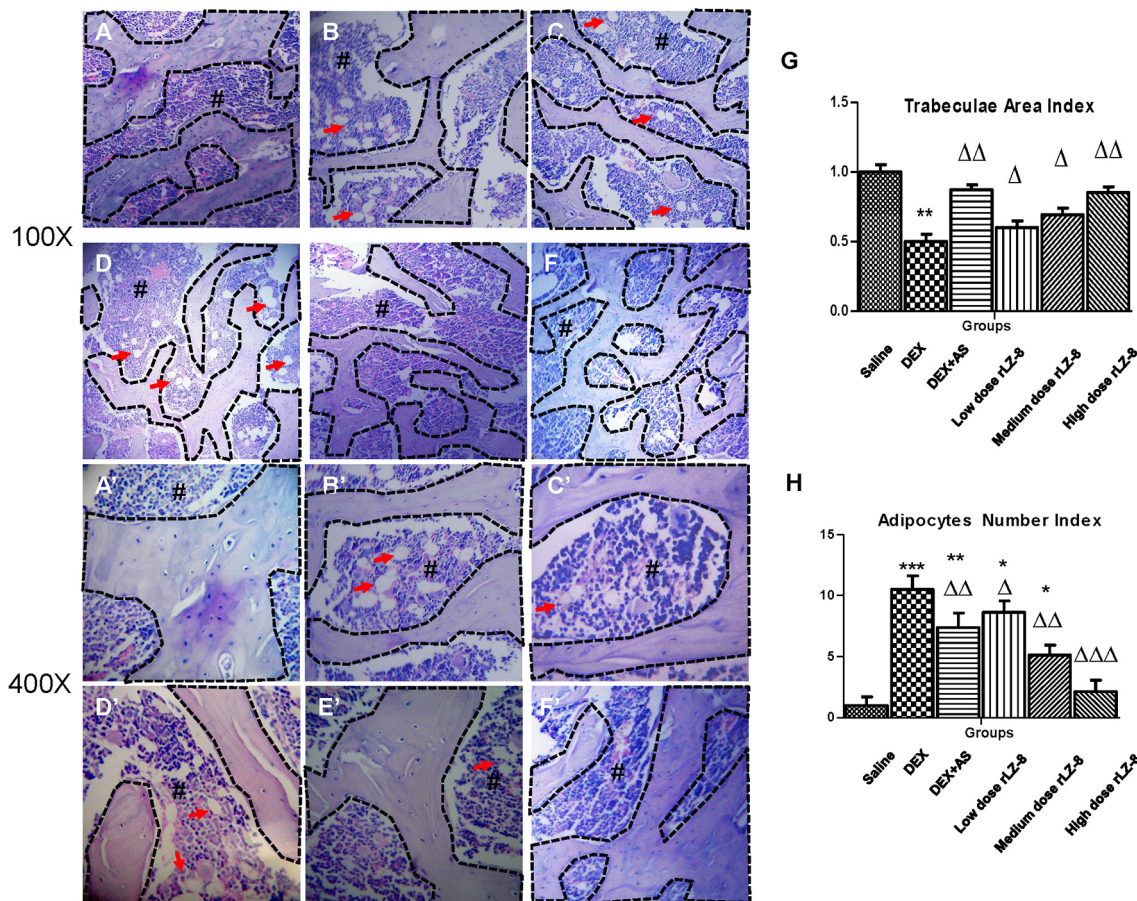 A B C
# # #
100X
D E F
# # #
A' B' C'
# # #
400X
D' E' F'
# # #
G
Trabeculae Area Index
1.5
1.0
0.5
0.0
** ΔΔ Δ Δ ΔΔ
Groups
Saline
DEX
DEX+AS
Low dose rLZ-8
Medium dose rLZ-8
High dose rLZ-8
H
Adipocytes Number Index
15
10
5
0
*** ** * *
ΔΔ Δ ΔΔ ΔΔΔ
Groups
Saline
DEX
DEX+AS
Low dose rLZ-8
Medium dose rLZ-8
High dose rLZ-8